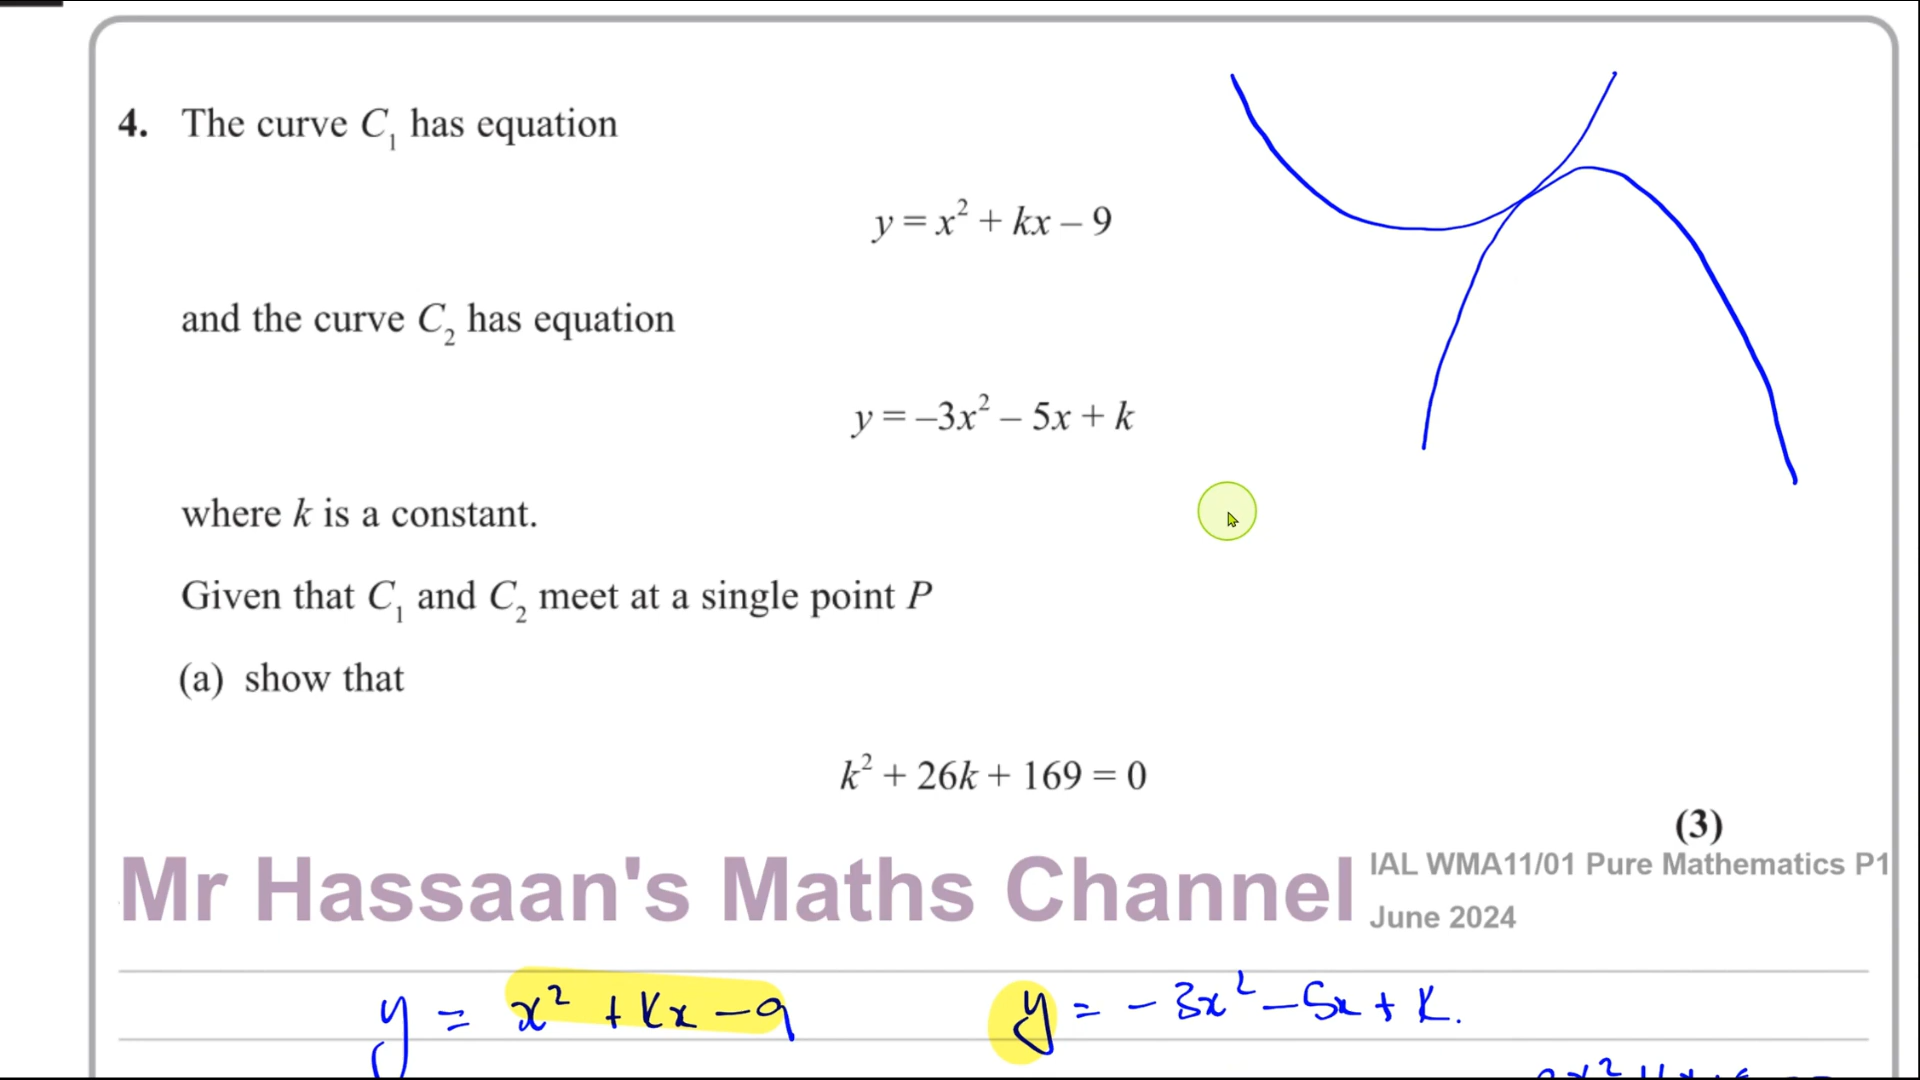 4. The curve C₁ has equation
y = x² + kx – 9
and the curve C₂ has equation
y = –3x² – 5x + k
where k is a constant.
Given that C₁ and C₂ meet at a single point P
(a) show that
k² + 26k + 169 = 0
(3)
Mr Hassaan's Maths Channel
IAL WMA11/01 Pure Mathematics P1
June 2024
y = x² + kx – 9
y = – 3x² – 5x + k.